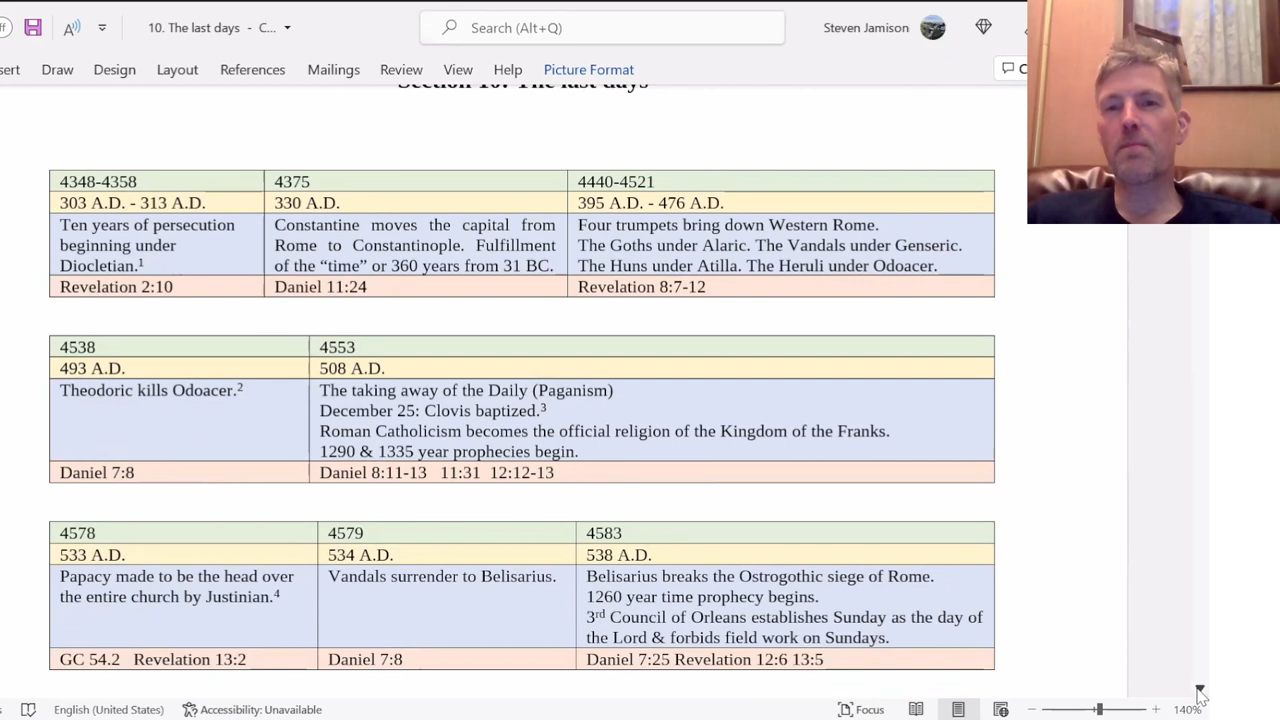 ff
10. The last days - C...
Search (Alt+Q)
Steven Jamison
sert Draw Design Layout References Mailings Review View Help Picture Format C
Section 10: The last days
4348-4358 4375 4440-4521
303 A.D. - 313 A.D. 330 A.D. 395 A.D. - 476 A.D.
Ten years of persecution beginning under Diocletian.1
Constantine moves the capital from
Rome to Constantinople. Fulfillment
of the “time” or 360 years from 31 BC.
Four trumpets bring down Western Rome.
The Goths under Alaric. The Vandals under Genseric.
The Huns under Atilla. The Heruli under Odoacer.
Revelation 2:10 Daniel 11:24 Revelation 8:7-12
4538 4553
493 A.D. 508 A.D.
Theodoric kills Odoacer.2
The taking away of the Daily (Paganism)
December 25: Clovis baptized.3
Roman Catholicism becomes the official religion of the Kingdom of the Franks.
1290 & 1335 year prophecies begin.
Daniel 7:8 Daniel 8:11-13 11:31 12:12-13
4578 4579 4583
533 A.D. 534 A.D. 538 A.D.
Papacy made to be the head over
the entire church by Justinian.4
Vandals surrender to Belisarius.
Belisarius breaks the Ostrogothic siege of Rome.
1260 year time prophecy begins.
3rd Council of Orleans establishes Sunday as the day of
the Lord & forbids field work on Sundays.
GC 54.2 Revelation 13:2 Daniel 7:8 Daniel 7:25 Revelation 12:6 13:5
s English (United States) Accessibility: Unavailable Focus 140%